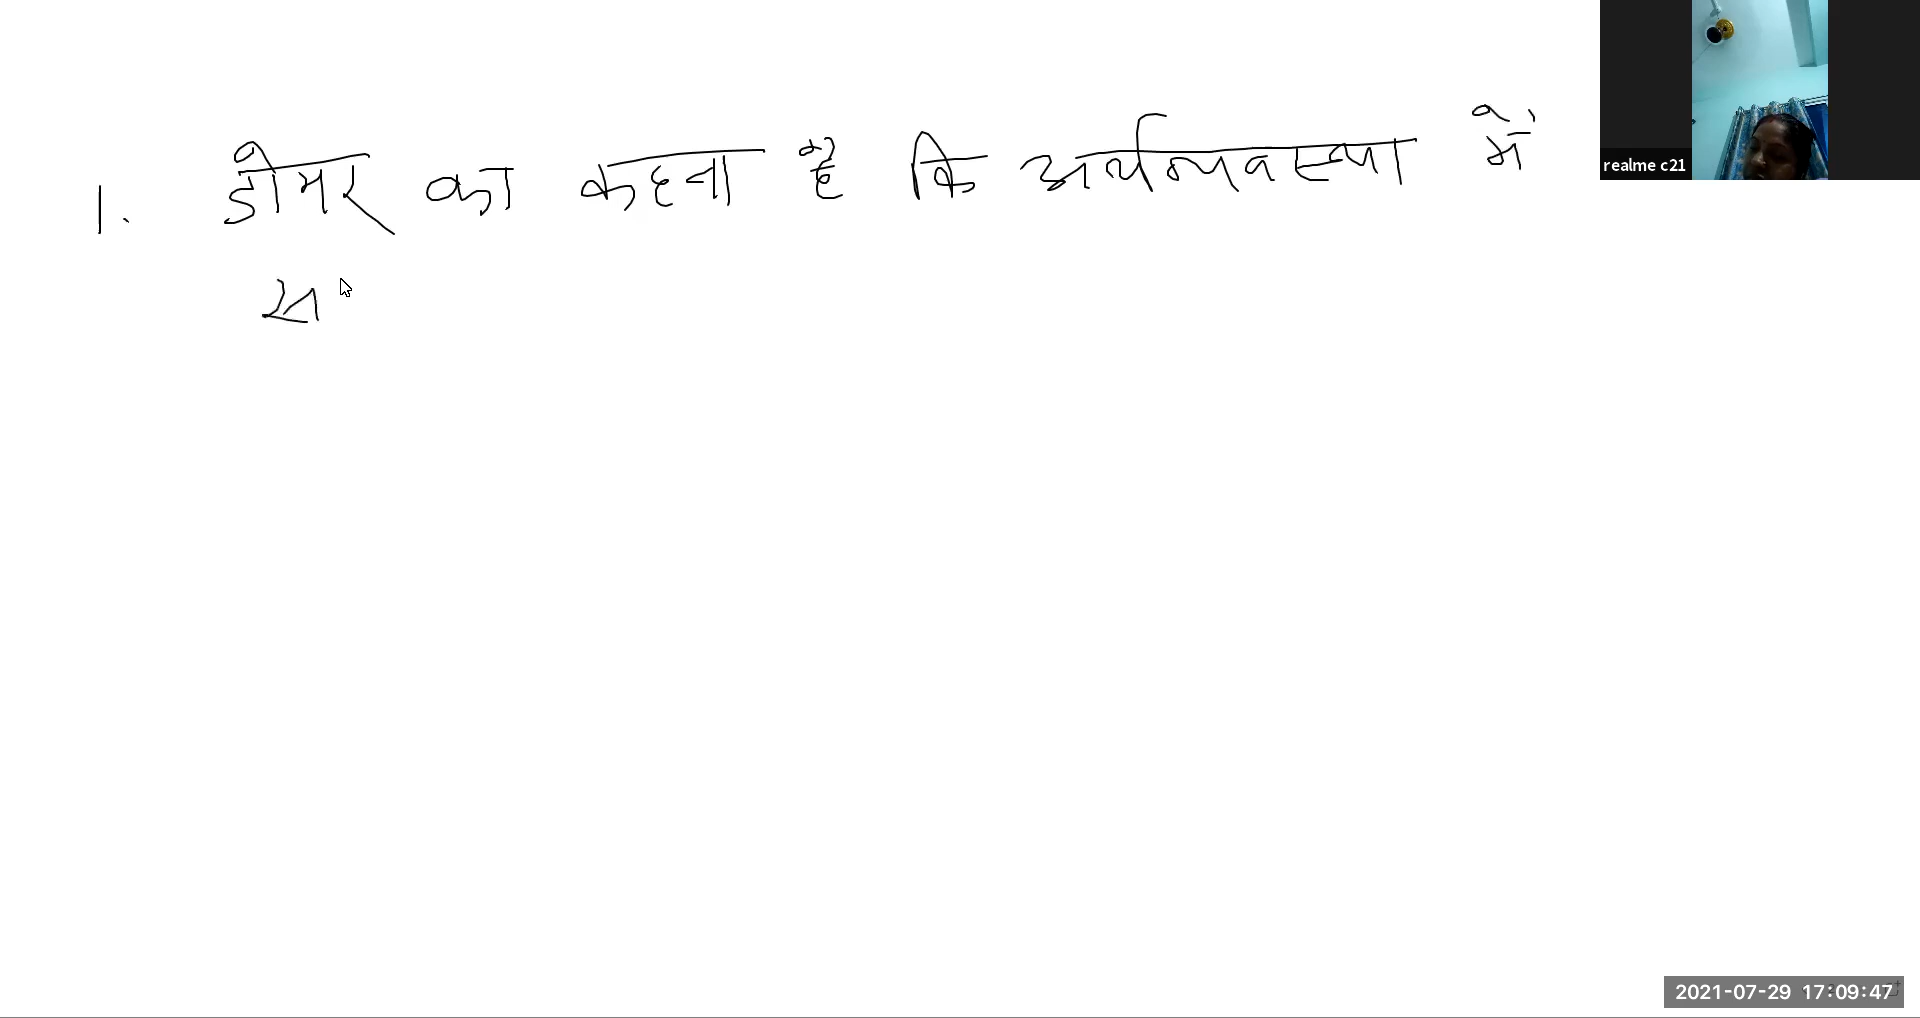 1. डोमर का कहना है कि अर्थव्यवस्था में
realme c21
2021-07-29 17:09:47